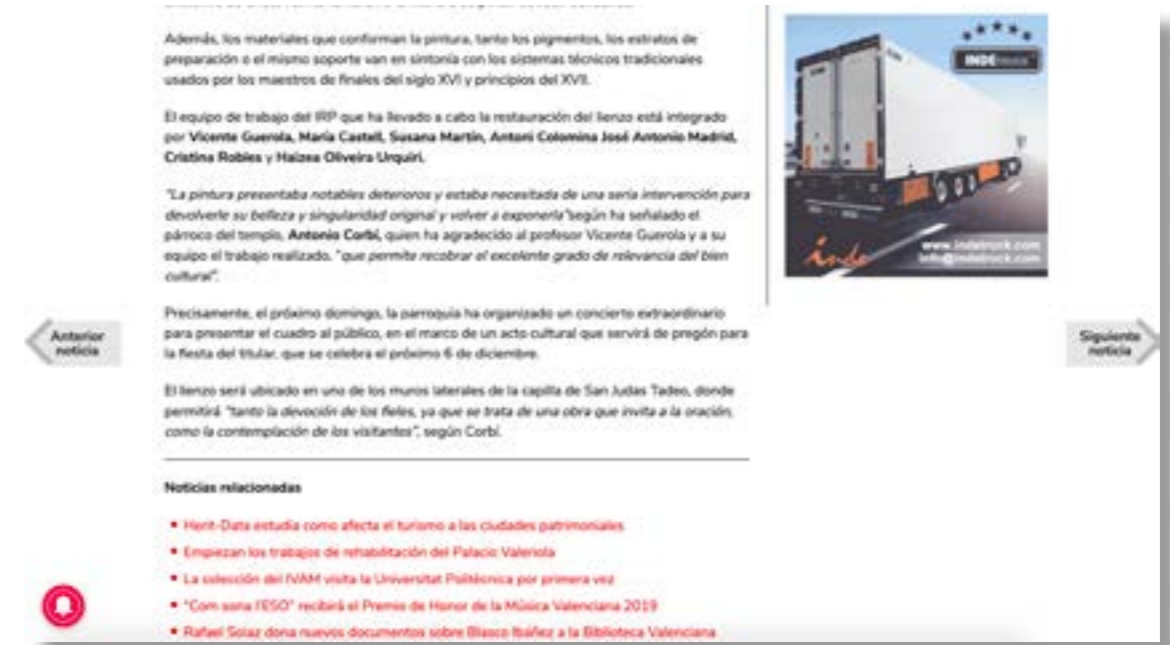 Además, los materiales que conforman la pintura, tanto los pigmentos, los estratos de
preparación o el mismo soporte van en sintonía con los sistemas técnicos tradicionales
usados por los maestros de finales del siglo XVI y principios del XVII.
El equipo de trabajo del IRP que ha llevado a cabo la restauración del lienzo está integrado
por Vicente Guerola, María Castell, Susana Martín, Antoni Colomina José Antonio Madrid,
Cristina Robles y Haizea Oliveira Urquiri.
"La pintura presentaba notables deterioros y estaba necesitada de una seria intervención para
devolverle su belleza y singularidad original y volver a exponerla"según ha señalado el
párroco del templo, Antonio Corbí, quien ha agradecido al profesor Vicente Guerola y a su
equipo el trabajo realizado, "que permite recobrar el excelente grado de relevancia del bien
cultural".
Precisamente, el próximo domingo, la parroquia ha organizado un concierto extraordinario
para presentar el cuadro al público, en el marco de un acto cultural que servirá de pregón para
la fiesta del titular, que se celebra el próximo 6 de diciembre.
El lienzo será ubicado en uno de los muros laterales de la capilla de San Judas Tadeo, donde
permitirá "tanto la devoción de los fieles, ya que se trata de una obra que invita a la oración,
como la contemplación de los visitantes", según Corbí.
Noticias relacionadas
Herit-Data estudia como afecta el turismo a las ciudades patrimoniales
Empiezan los trabajos de rehabilitación del Palacio Valeriola
La colección del IVAM visita la Universitat Politècnica por primera vez
"Com sona l'ESO" recibirá el Premio de Honor de la Música Valenciana 2019
Rafael Solaz dona nuevos documentos sobre Blasco Ibáñez a la Biblioteca Valenciana
Anterior
noticia
Siguiente
noticia
INDEtruck
inde
www.indetruck.com
info@indetruck.com